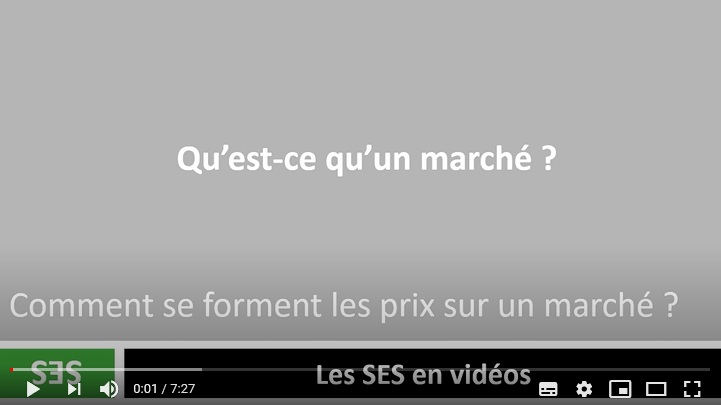 Qu’est-ce qu’un marché ?
Comment se forment les prix sur un marché ?
SƎS
Les SES en vidéos
0:01 / 7:27